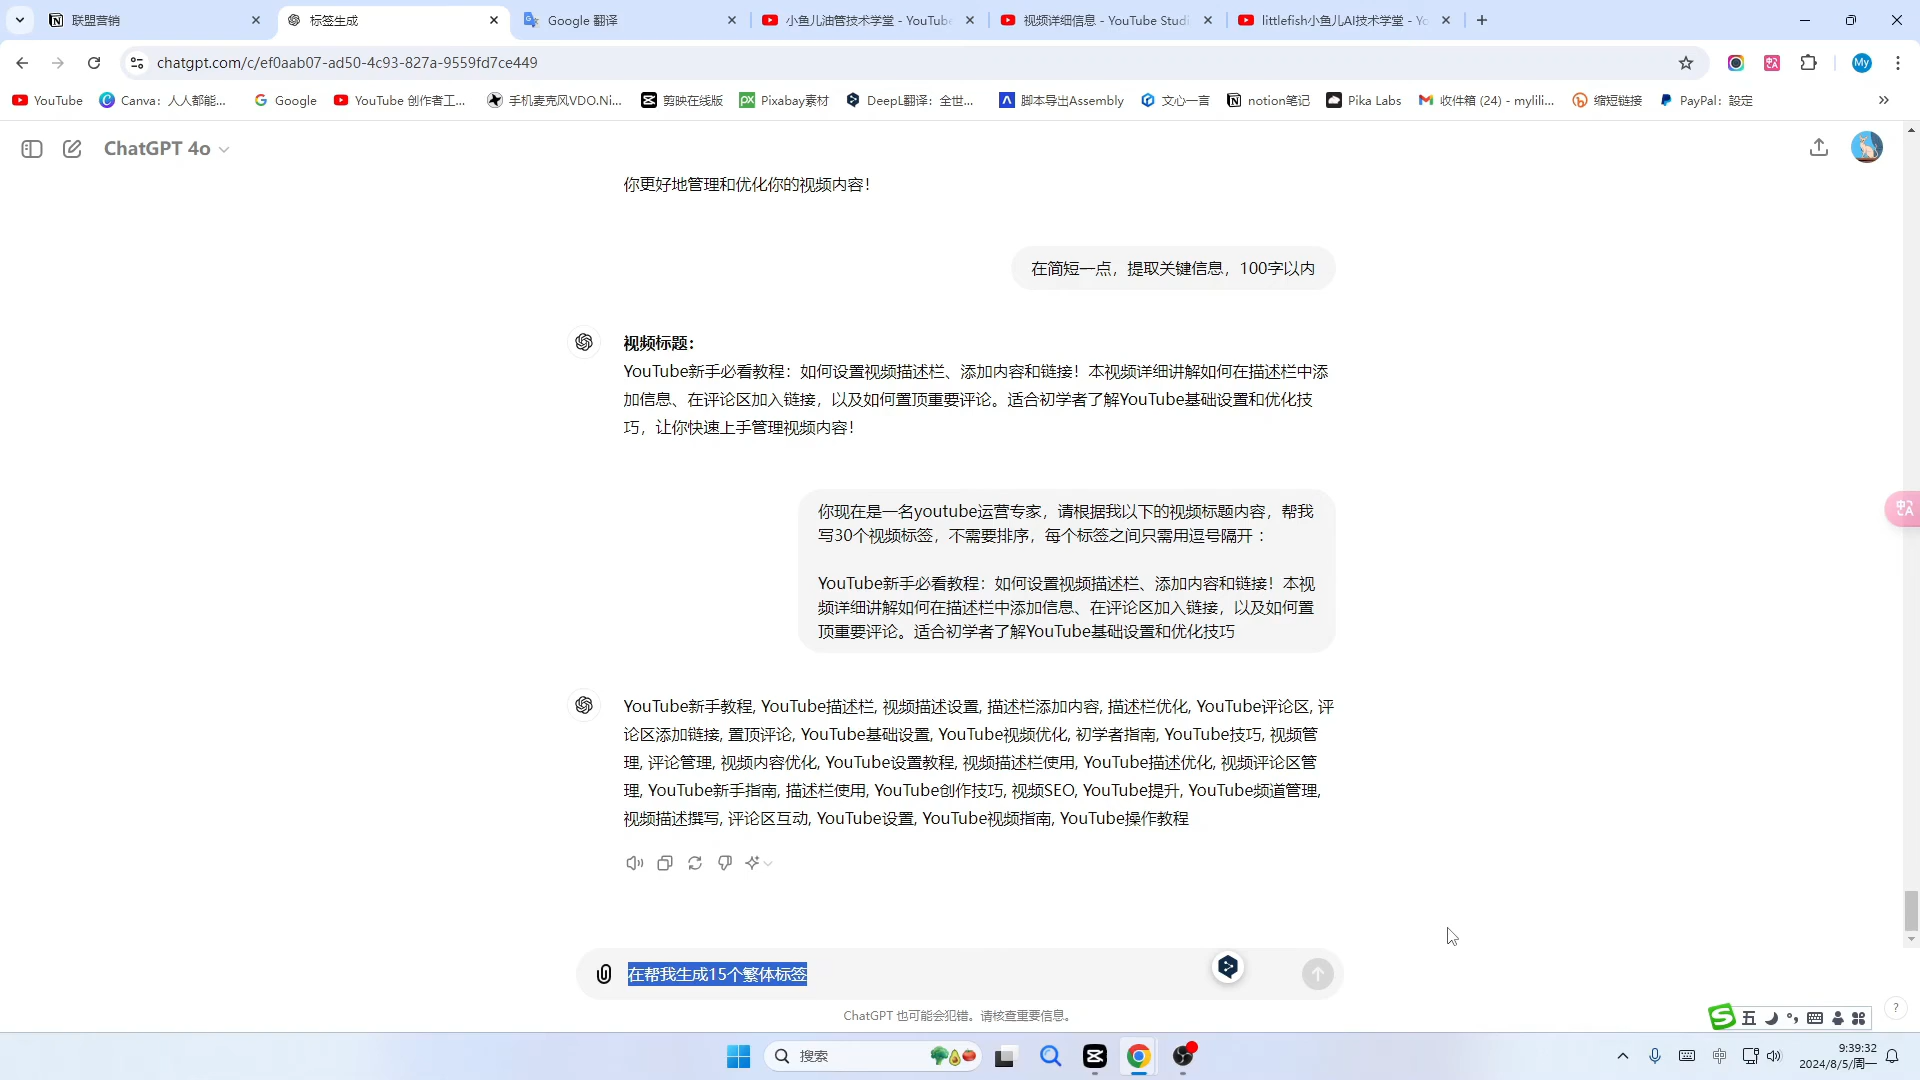 联盟营销
标签生成
Google 翻译
小鱼儿油管技术学堂 - YouTube
视频详细信息 - YouTube Studi
littlefish小鱼儿AI技术学堂 - Yo
chatgpt.com/c/ef0aab07-ad50-4c93-827a-9559fd7ce449
My
YouTube
Canva：人人都能...
Google
YouTube 创作者工...
手机麦克风VDO.Ni...
剪映在线版
Pixabay素材
DeepL翻译：全世...
脚本导出Assembly
文心一言
notion笔记
Pika Labs
收件箱 (24) - mylili...
缩短链接
PayPal：設定
ChatGPT 4o
你更好地管理和优化你的视频内容！
在简短一点，提取关键信息，100字以内
视频标题：
YouTube新手必看教程：如何设置视频描述栏、添加内容和链接！本视频详细讲解如何在描述栏中添
加信息、在评论区加入链接，以及如何置顶重要评论。适合初学者了解YouTube基础设置和优化技
巧，让你快速上手管理视频内容！
你现在是一名youtube运营专家，请根据我以下的视频标题内容，帮我
写30个视频标签，不需要排序，每个标签之间只需用逗号隔开：
YouTube新手必看教程：如何设置视频描述栏、添加内容和链接！本视
频详细讲解如何在描述栏中添加信息、在评论区加入链接，以及如何置
顶重要评论。适合初学者了解YouTube基础设置和优化技巧
YouTube新手教程, YouTube描述栏, 视频描述设置, 描述栏添加内容, 描述栏优化, YouTube评论区, 评
论区添加链接, 置顶评论, YouTube基础设置, YouTube视频优化, 初学者指南, YouTube技巧, 视频管
理, 评论管理, 视频内容优化, YouTube设置教程, 视频描述栏使用, YouTube描述优化, 视频评论区管
理, YouTube新手指南, 描述栏使用, YouTube创作技巧, 视频SEO, YouTube提升, YouTube频道管理,
视频描述撰写, 评论区互动, YouTube设置, YouTube视频指南, YouTube操作教程
在帮我生成15个繁体标签
ChatGPT 也可能会犯错。请核查重要信息。
五
?
搜索
中
9:39:32
2024/8/5/周一